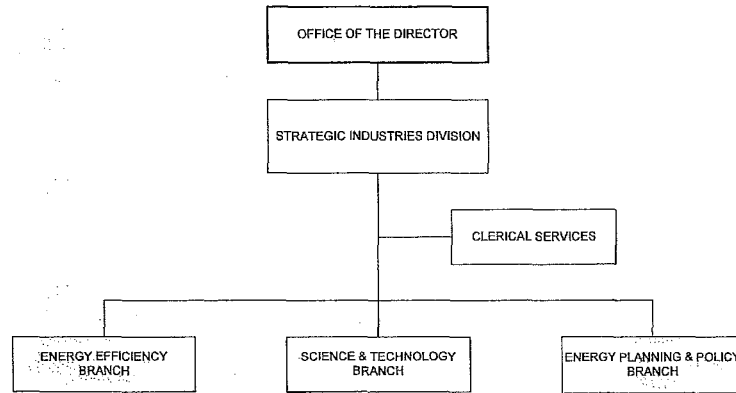 OFFICE OF THE DIRECTOR
STRATEGIC INDUSTRIES DIVISION
CLERICAL SERVICES
ENERGY EFFICIENCY
BRANCH
SCIENCE & TECHNOLOGY
BRANCH
ENERGY PLANNING & POLICY
BRANCH